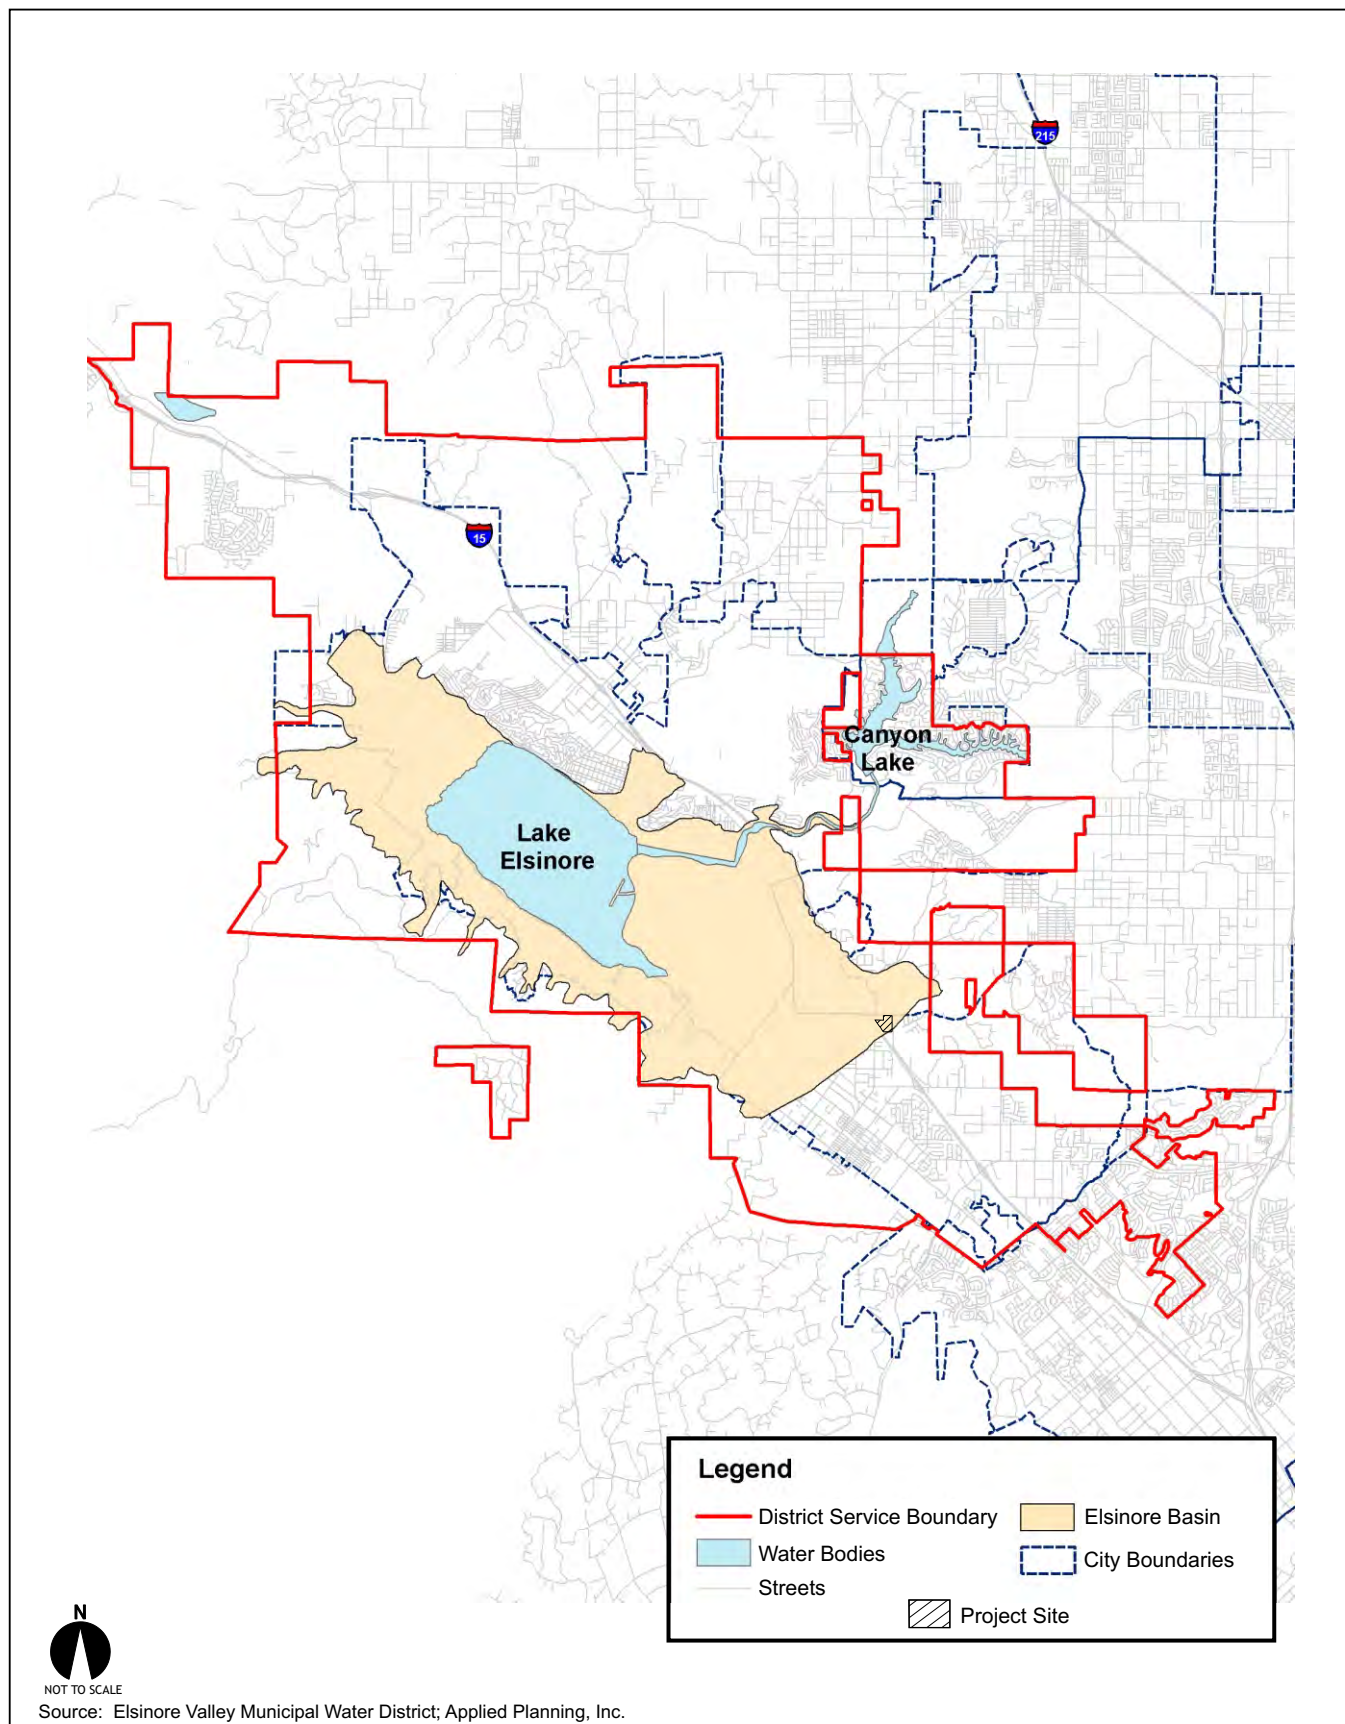 215
15
Canyon
Lake
Lake
Elsinore
Legend
District Service Boundary
Elsinore Basin
Water Bodies
City Boundaries
Streets
Project Site
N
NOT TO SCALE
Source: Elsinore Valley Municipal Water District; Applied Planning, Inc.